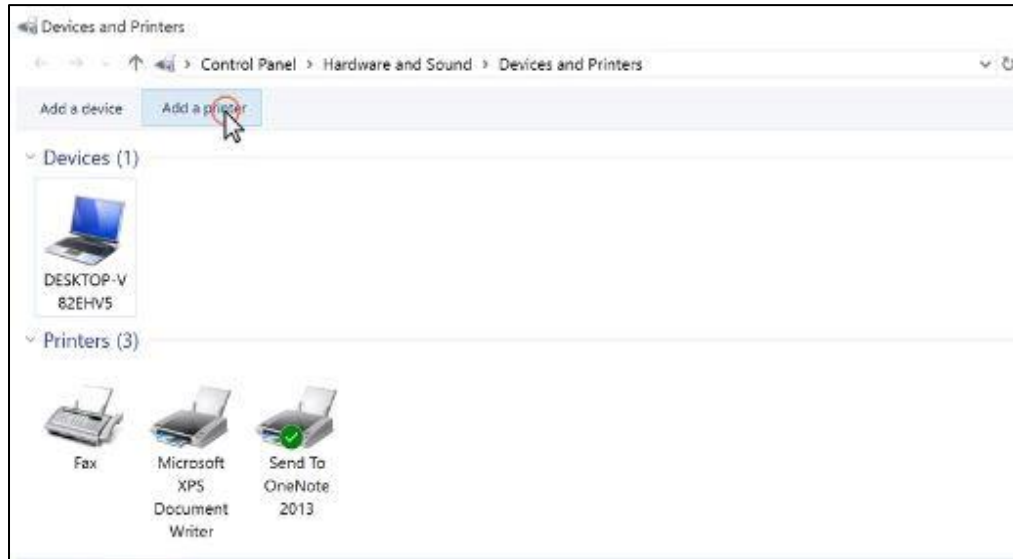 Devices and Printers
Control Panel > Hardware and Sound > Devices and Printers
Add a device Add a printer
Devices (1)
DESKTOP-V
82EHV5
Printers (3)
Fax
Microsoft
XPS
Document
Writer
Send To
OneNote
2013